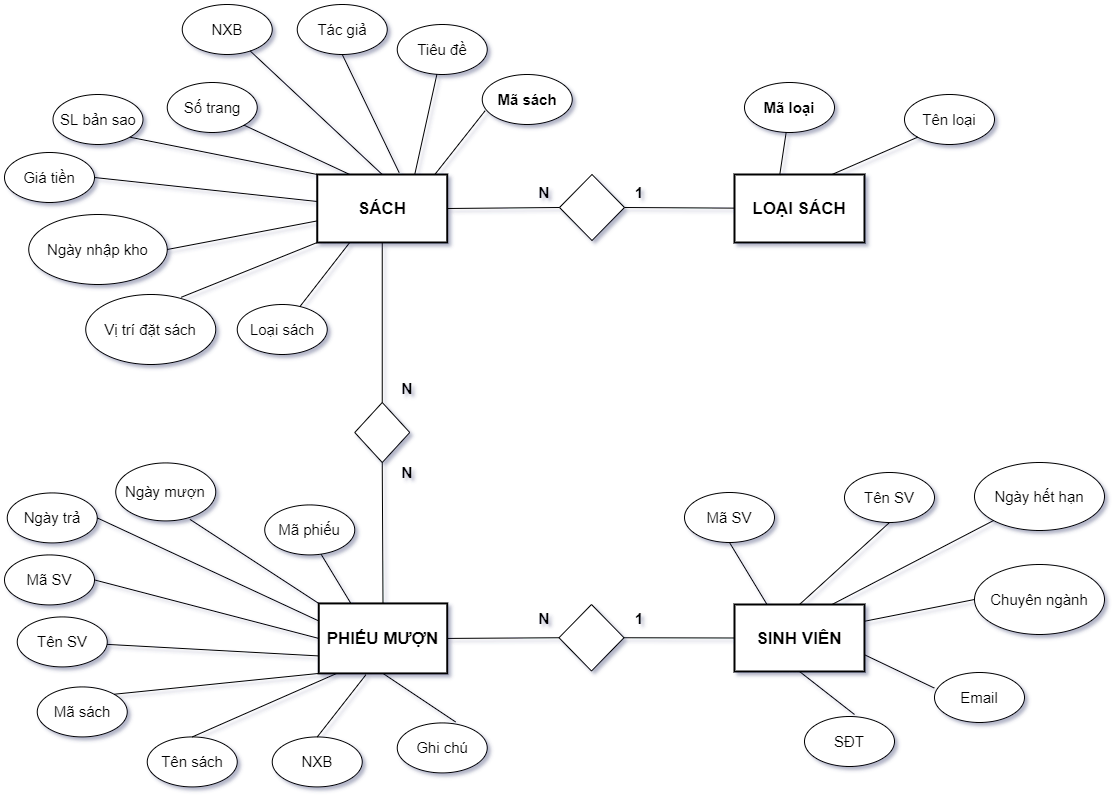 NXB
Tác giả
Tiêu đề
Mã sách
SL bản sao
Số trang
Giá tiền
Ngày nhập kho
Vị trí đặt sách
Loại sách
SÁCH
N
1
Mã loại
Tên loại
LOẠI SÁCH
N
N
Ngày mượn
Ngày trả
Mã phiếu
Mã SV
Tên SV
Mã sách
Tên sách
NXB
Ghi chú
PHIẾU MƯỢN
N
1
Mã SV
Tên SV
Ngày hết hạn
Chuyên ngành
SINH VIÊN
Email
SĐT